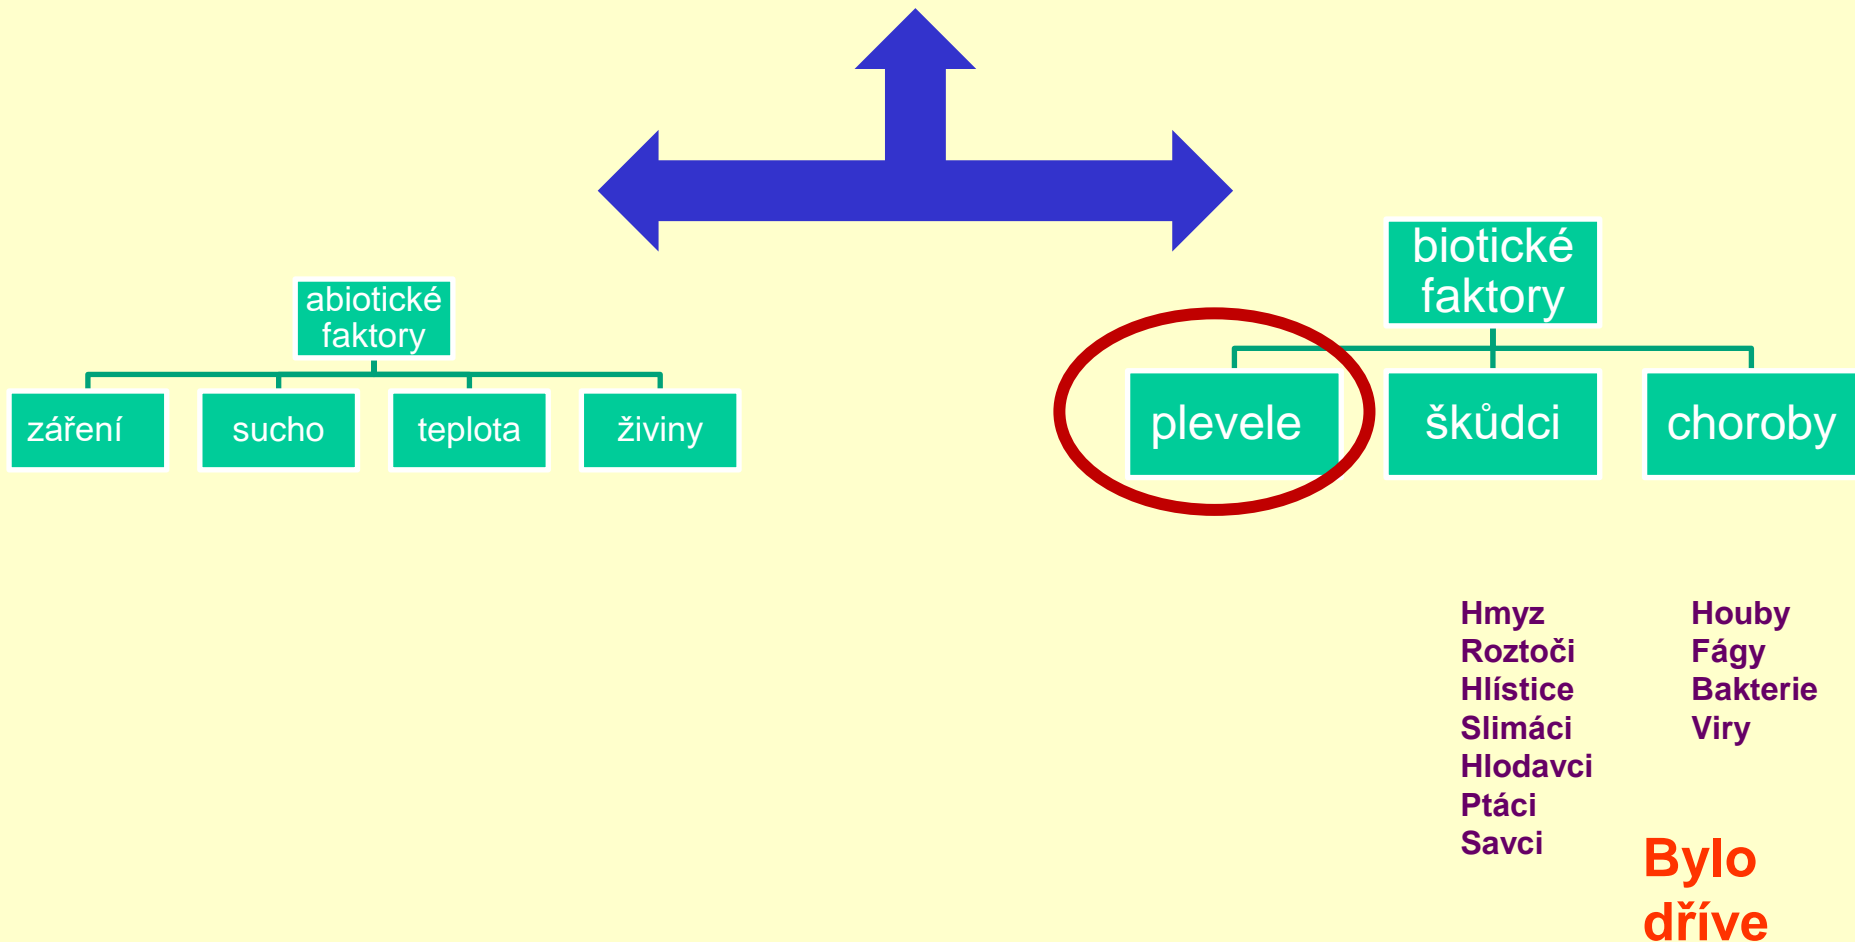 abiotické
faktory
záření
sucho
teplota
živiny
biotické
faktory
plevele
škůdci
choroby
Hmyz
Roztoči
Hlístice
Slimáci
Hlodavci
Ptáci
Savci
Houby
Fágy
Bakterie
Viry
Bylo
dříve